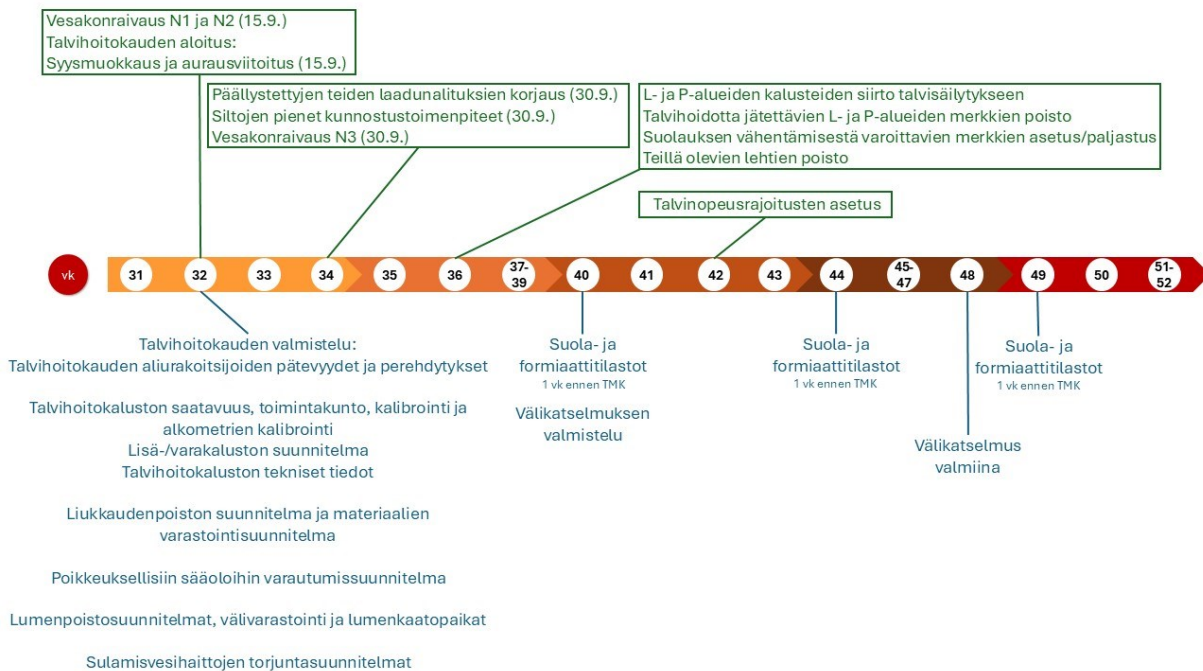 Vesakonraivaus N1 ja N2 (15.9.)
Talvihoitokauden aloitus:
Syysmuokkaus ja aurausviitoitus (15.9.)
Päällystettyjen teiden laadunalituksien korjaus (30.9.)
Siltojen pienet kunnostustoimenpiteet (30.9.)
Vesakonraivaus N3 (30.9.)
L- ja P-alueiden kalusteiden siirto talvisäilytykseen
Talvihoidotta jätettävien L- ja P-alueiden merkkien poisto
Suolauksen vähentämisestä varoittavien merkkien asetus/paljastus
Teillä olevien lehtien poisto
Talvinopeusrajoitusten asetus
vk
31
32
33
34
35
36
37-
39
40
41
42
43
44
45-
47
48
49
50
51-
52
Talvihoitokauden valmistelu:
Talvihoitokauden aliurakoitsijoiden pätevyydet ja perehdytykset
Talvihoitokaluston saatavuus, toimintakunto, kalibrointi ja
alkometrien kalibrointi
Lisä-/varakaluston suunnitelma
Talvihoitokaluston tekniset tiedot
Liukkaudenpoiston suunnitelma ja materiaalien
varastointisuunnitelma
Poikkeuksellisiin sääoloihin varautumissuunnitelma
Lumenpoistosuunnitelmat, välivarastointi ja lumenkaatopaikat
Sulamisvesihaittojen torjuntasuunnitelmat
Suola- ja
formiaattitilastot
1 vk ennen TMK
Välikatselmuksen
valmistelu
Suola- ja
formiaattitilastot
1 vk ennen TMK
Välikatselmus
valmiina
Suola- ja
formiaattitilastot
1 vk ennen TMK